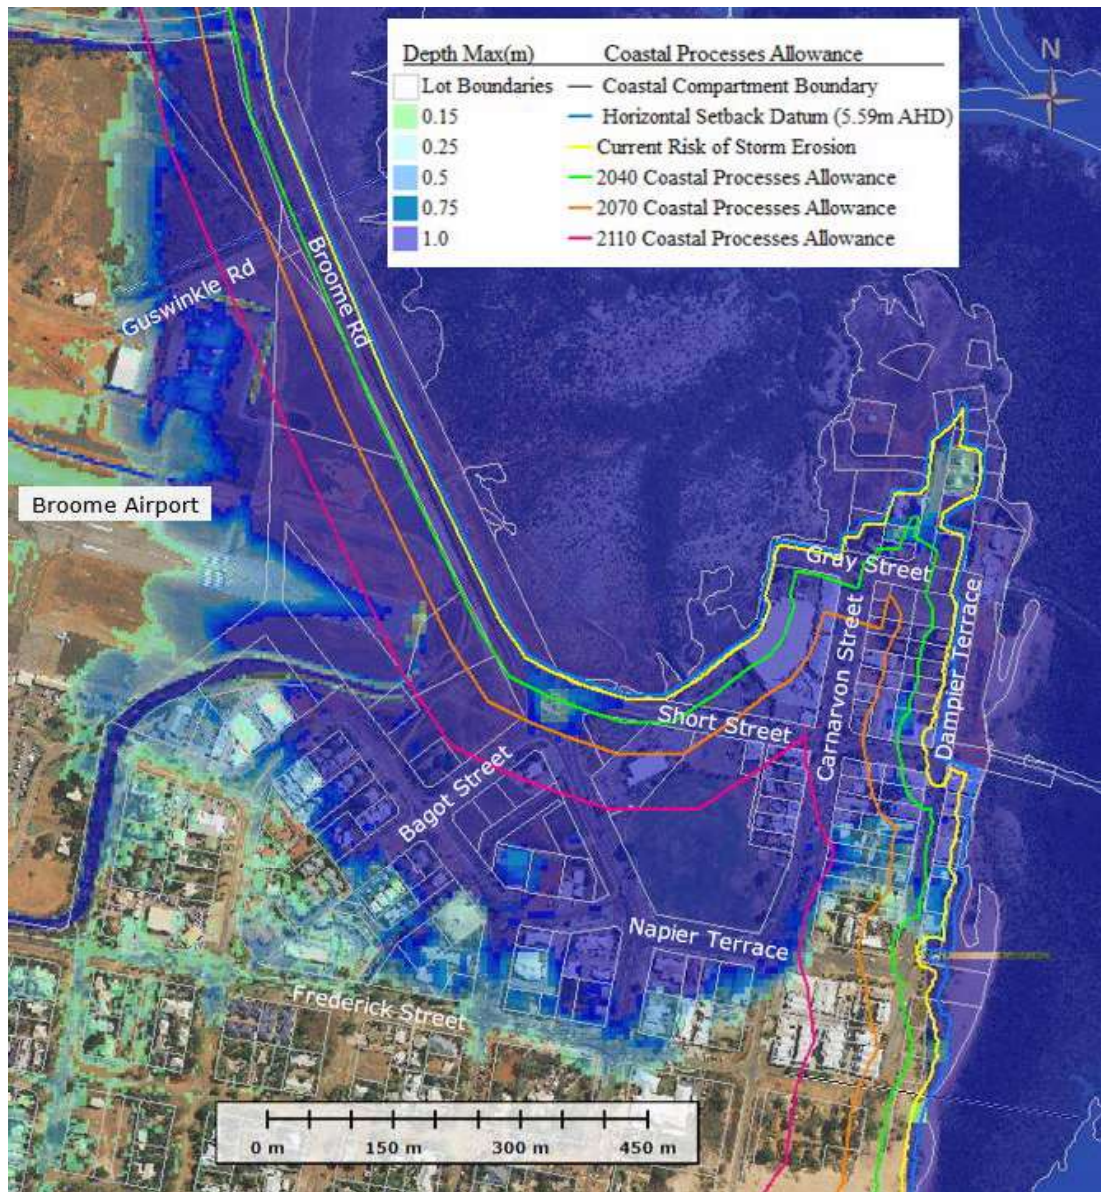 Depth Max(m) Coastal Processes Allowance
Lot Boundaries Coastal Compartment Boundary
0.15 Horizontal Setback Datum (5.59m AHD)
0.25 Current Risk of Storm Erosion
0.5 2040 Coastal Processes Allowance
0.75 2070 Coastal Processes Allowance
1.0 2110 Coastal Processes Allowance
N
Broome Rd
Guswinkle Rd
Broome Airport
Gray Street
Carnarvon Street
Dampier Terrace
Short Street
Bagot Street
Napier Terrace
Frederick Street
0 m 150 m 300 m 450 m